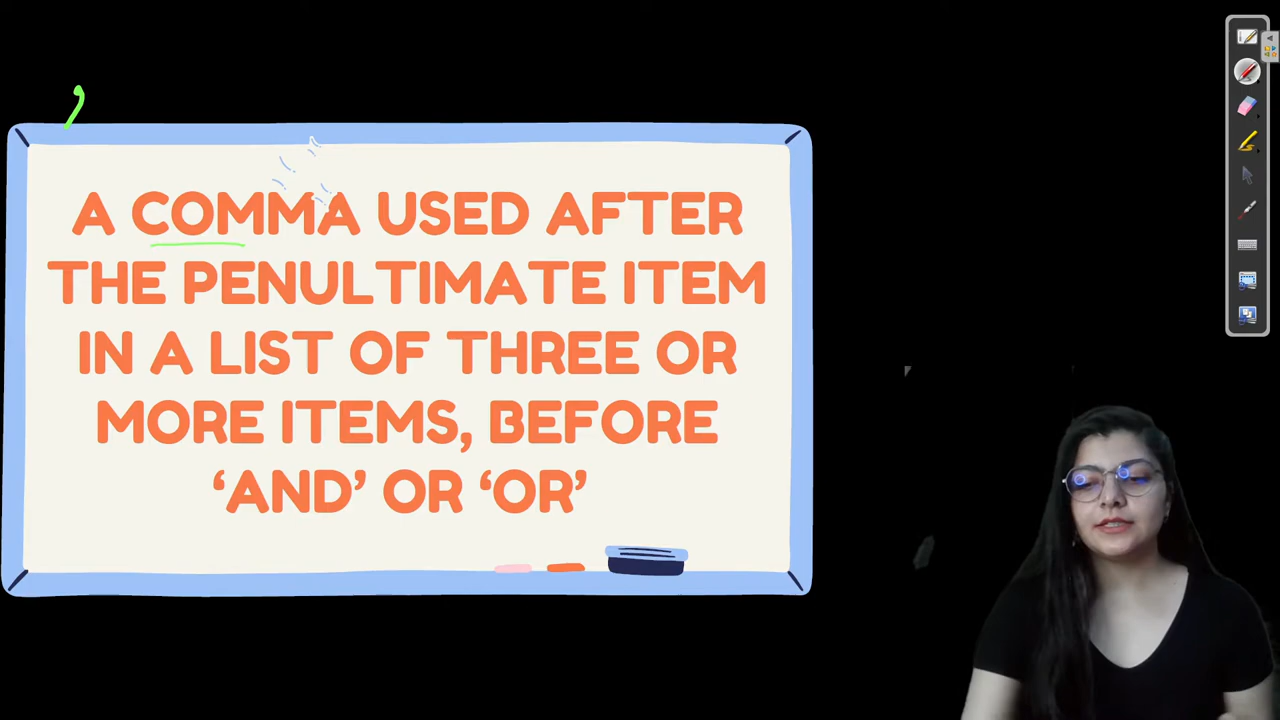 ,
A COMMA USED AFTER
THE PENULTIMATE ITEM
IN A LIST OF THREE OR
MORE ITEMS, BEFORE
‘AND’ OR ‘OR’